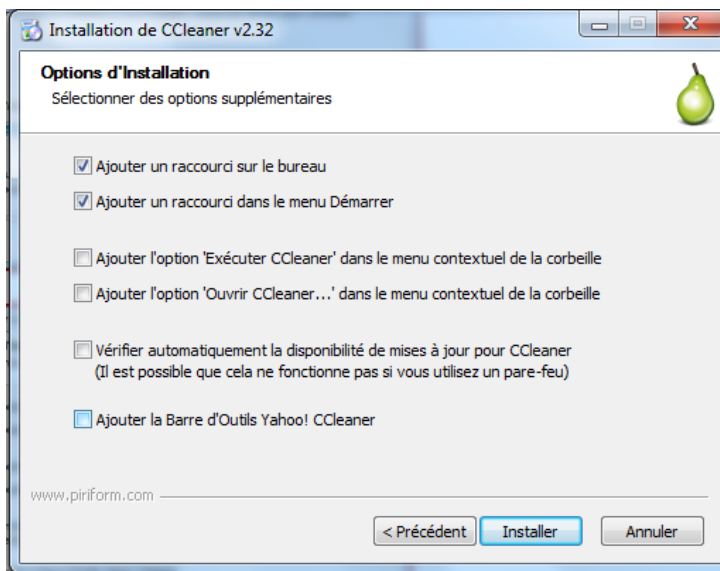 Installation de CCleaner v2.32
Options d'Installation
Sélectionner des options supplémentaires
Ajouter un raccourci sur le bureau
Ajouter un raccourci dans le menu Démarrer
Ajouter l'option 'Exécuter CCleaner' dans le menu contextuel de la corbeille
Ajouter l'option 'Ouvrir CCleaner...' dans le menu contextuel de la corbeille
Vérifier automatiquement la disponibilité de mises à jour pour CCleaner
(Il est possible que cela ne fonctionne pas si vous utilisez un pare-feu)
Ajouter la Barre d'Outils Yahoo! CCleaner
www.piriform.com
< Précédent Installer Annuler